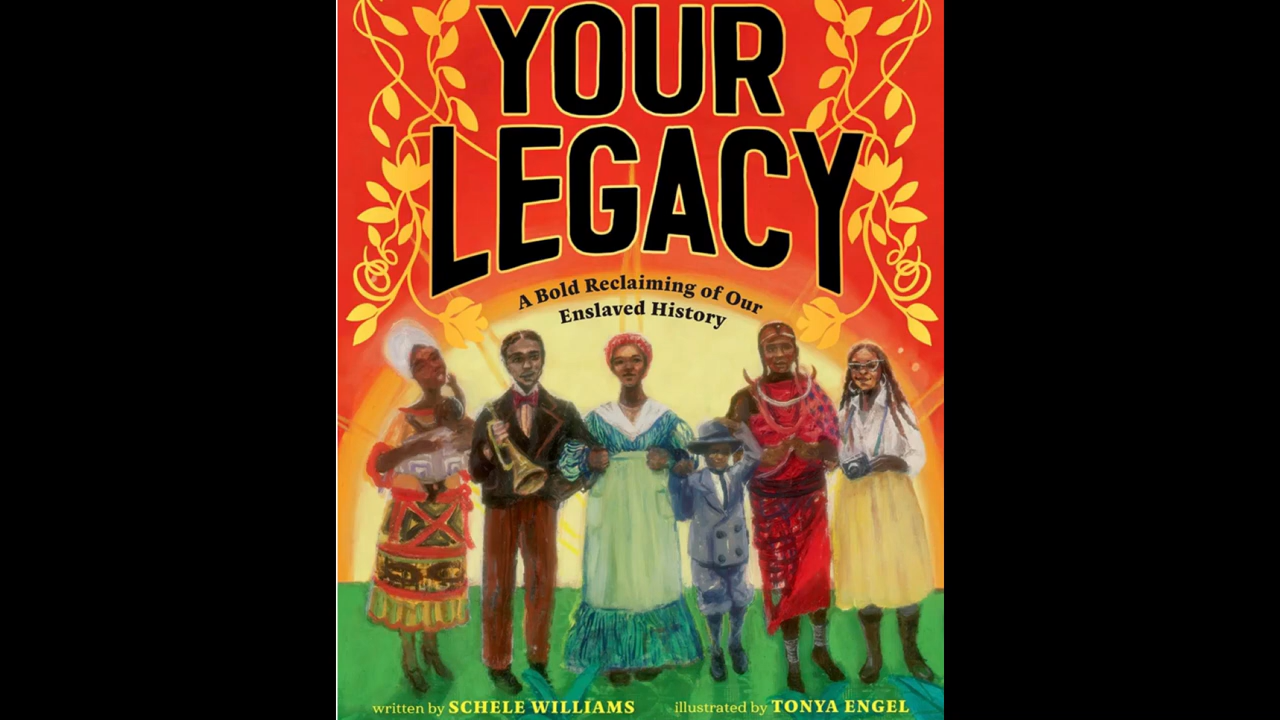 YOUR
LEGACY
A Bold Reclaiming of Our
Enslaved History
written by SCHELE WILLIAMS
illustrated by TONYA ENGEL